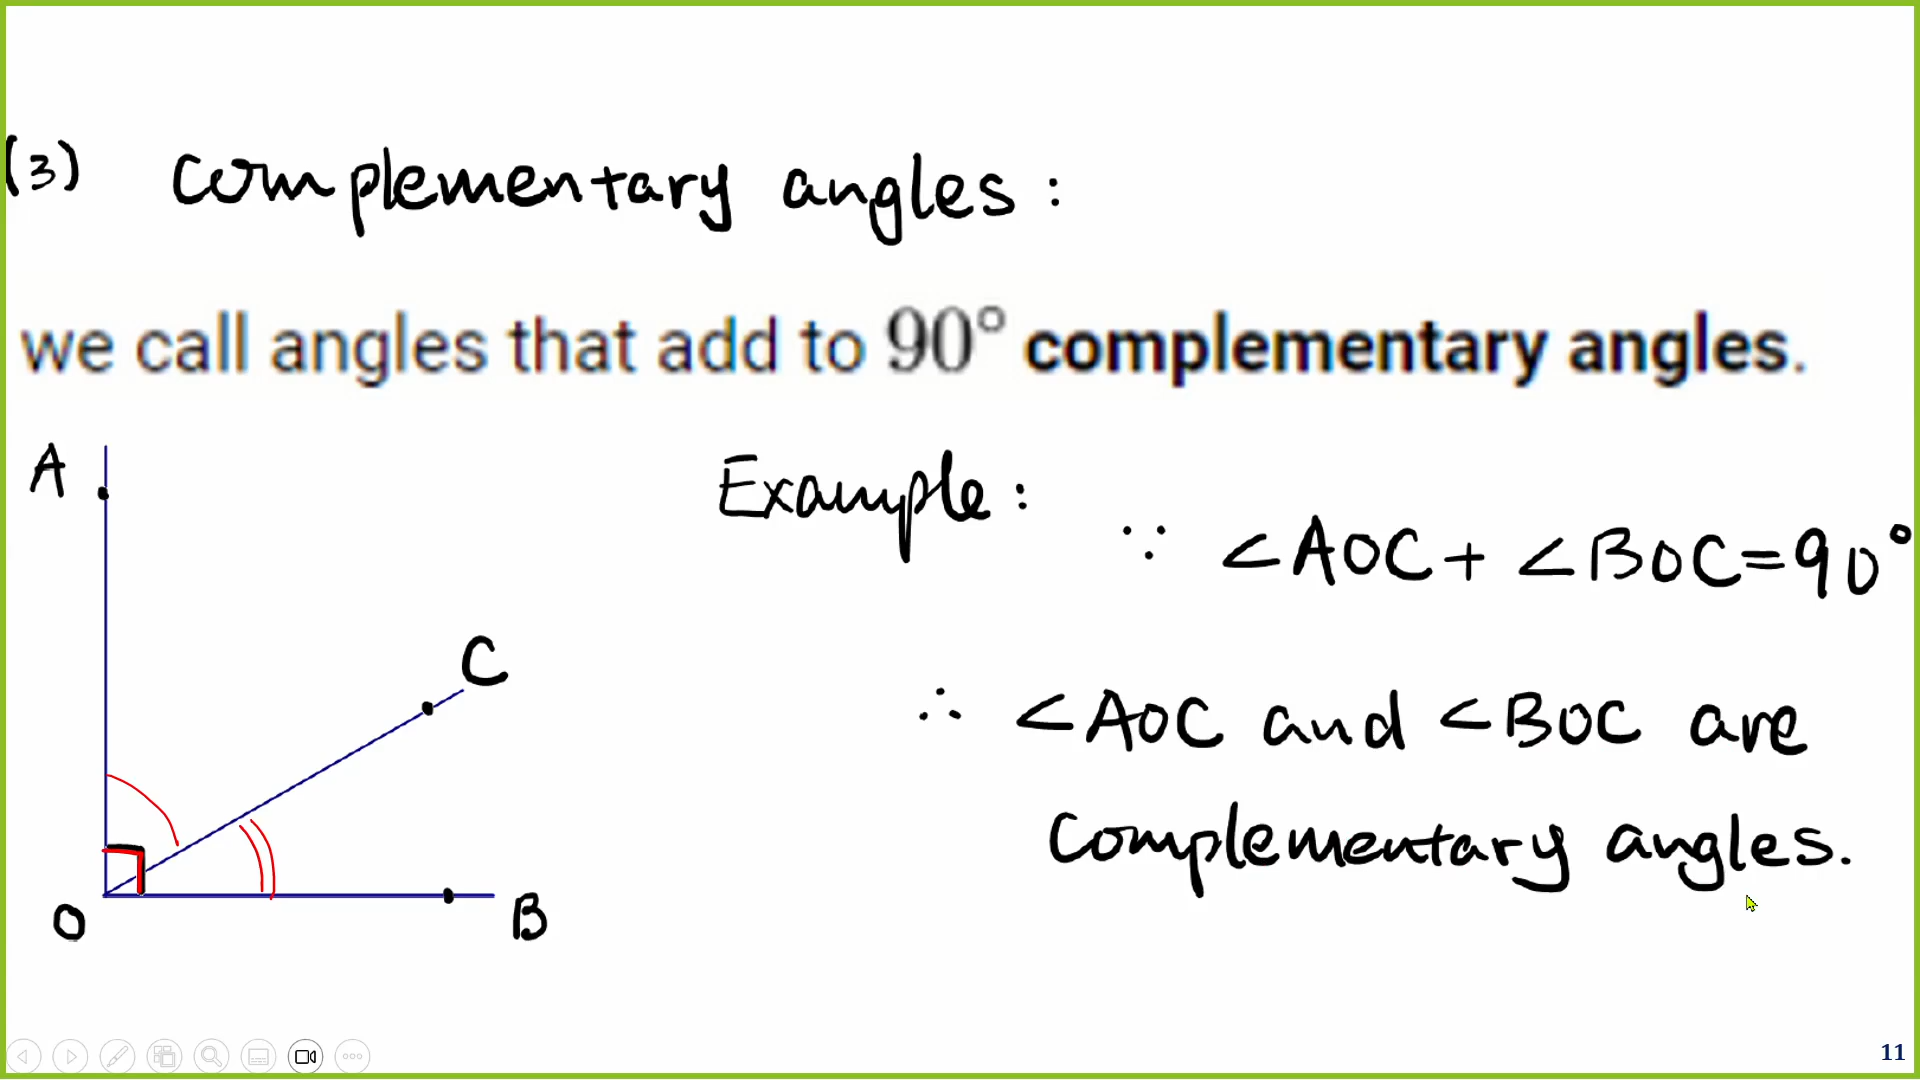 (3) complementary angles:
we call angles that add to 90° complementary angles.
A
Example:
∵ ∠AOC + ∠BOC = 90°
C
∴ ∠AOC and ∠BOC are
complementary angles.
O
B
11